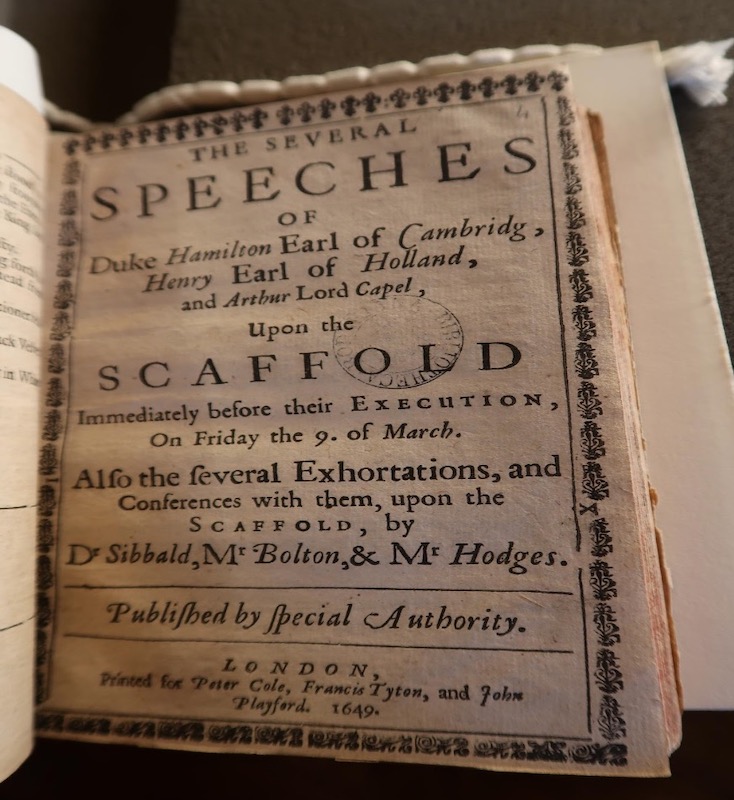 4
THE SEVERAL
SPEECHES
OF
Duke Hamilton Earl of Cambridg,
Henry Earl of Holland,
and Arthur Lord Capel,
Upon the
SCAFFOLD
Immediately before their EXECUTION,
On Friday the 9. of March.
Alſo the ſeveral Exhortations, and
Conferences with them, upon the
SCAFFOLD, by
Dr Sibbald, Mr Bolton, & Mr Hodges.
Publiſhed by ſpecial Authority.
LONDON,
Printed for Peter Cole, Francis Tyton, and John
Playford. 1649.